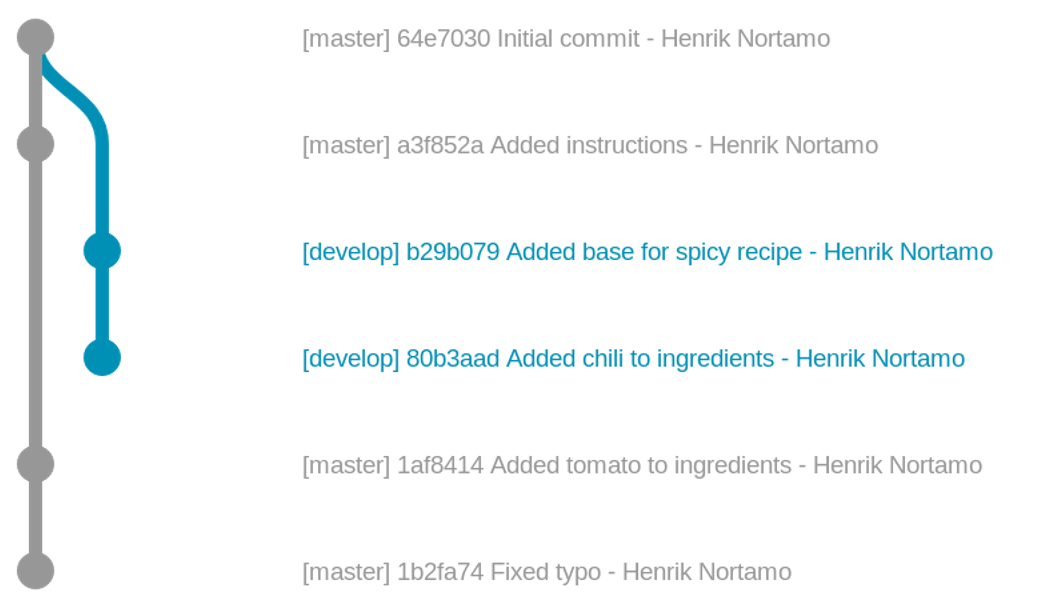 [master] 64e7030 Initial commit - Henrik Nortamo
[master] a3f852a Added instructions - Henrik Nortamo
[develop] b29b079 Added base for spicy recipe - Henrik Nortamo
[develop] 80b3aad Added chili to ingredients - Henrik Nortamo
[master] 1af8414 Added tomato to ingredients - Henrik Nortamo
[master] 1b2fa74 Fixed typo - Henrik Nortamo